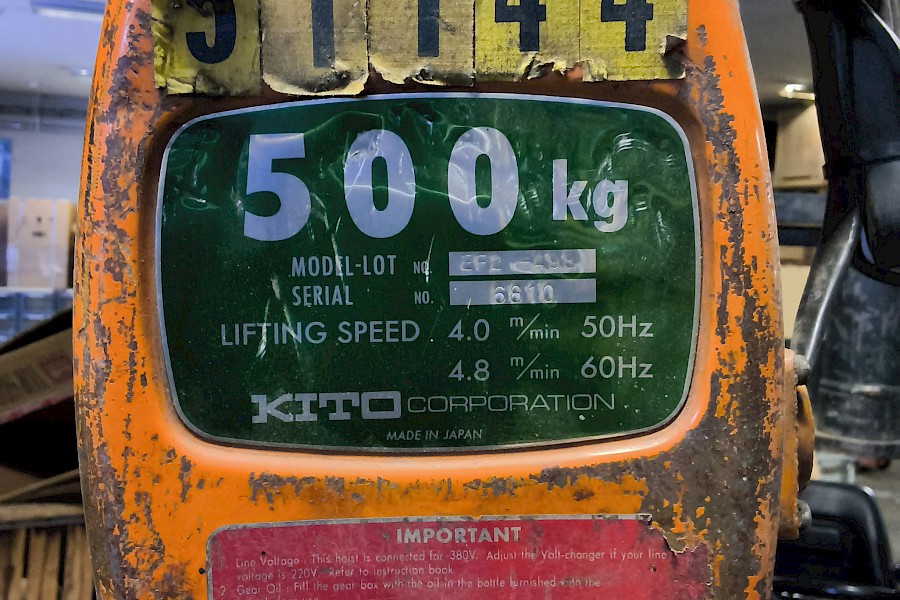 51144
500 kg
MODEL-LOT NO.
SERIAL NO. 6810
LIFTING SPEED 4.0 m/min 50Hz
4.8 m/min 60Hz
KITO CORPORATION
MADE IN JAPAN
IMPORTANT
1. Line Voltage : This hoist is connected for 380V. Adjust the Volt-changer if your line
voltage is 220V. Refer to instruction book.
2. Gear Oil : Fill the gear box with the oil in the bottle furnished with the